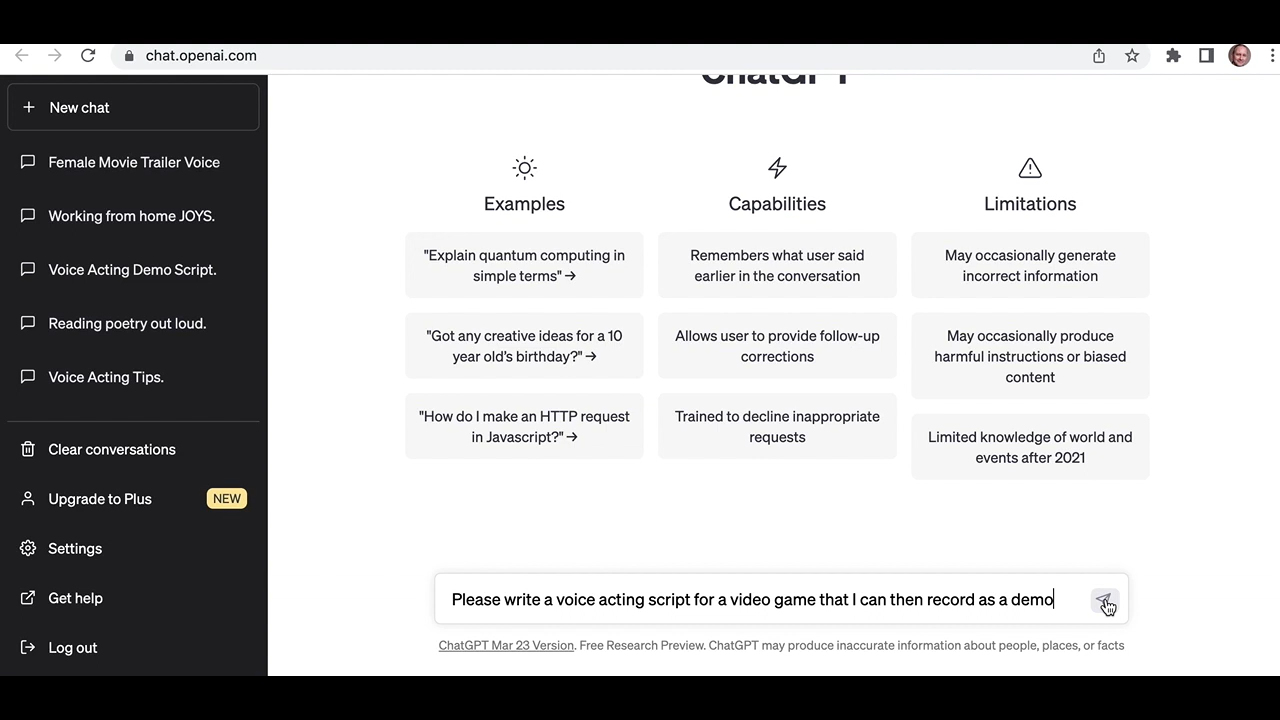 chat.openai.com
ChatGPT
New chat
Female Movie Trailer Voice
Working from home JOYS.
Voice Acting Demo Script.
Reading poetry out loud.
Voice Acting Tips.
Clear conversations
Upgrade to Plus NEW
Settings
Get help
Log out
Examples
"Explain quantum computing in
simple terms" →
"Got any creative ideas for a 10
year old's birthday?" →
"How do I make an HTTP request
in Javascript?" →
Capabilities
Remembers what user said
earlier in the conversation
Allows user to provide follow-up
corrections
Trained to decline inappropriate
requests
Limitations
May occasionally generate
incorrect information
May occasionally produce
harmful instructions or biased
content
Limited knowledge of world and
events after 2021
Please write a voice acting script for a video game that I can then record as a demo
ChatGPT Mar 23 Version. Free Research Preview. ChatGPT may produce inaccurate information about people, places, or facts